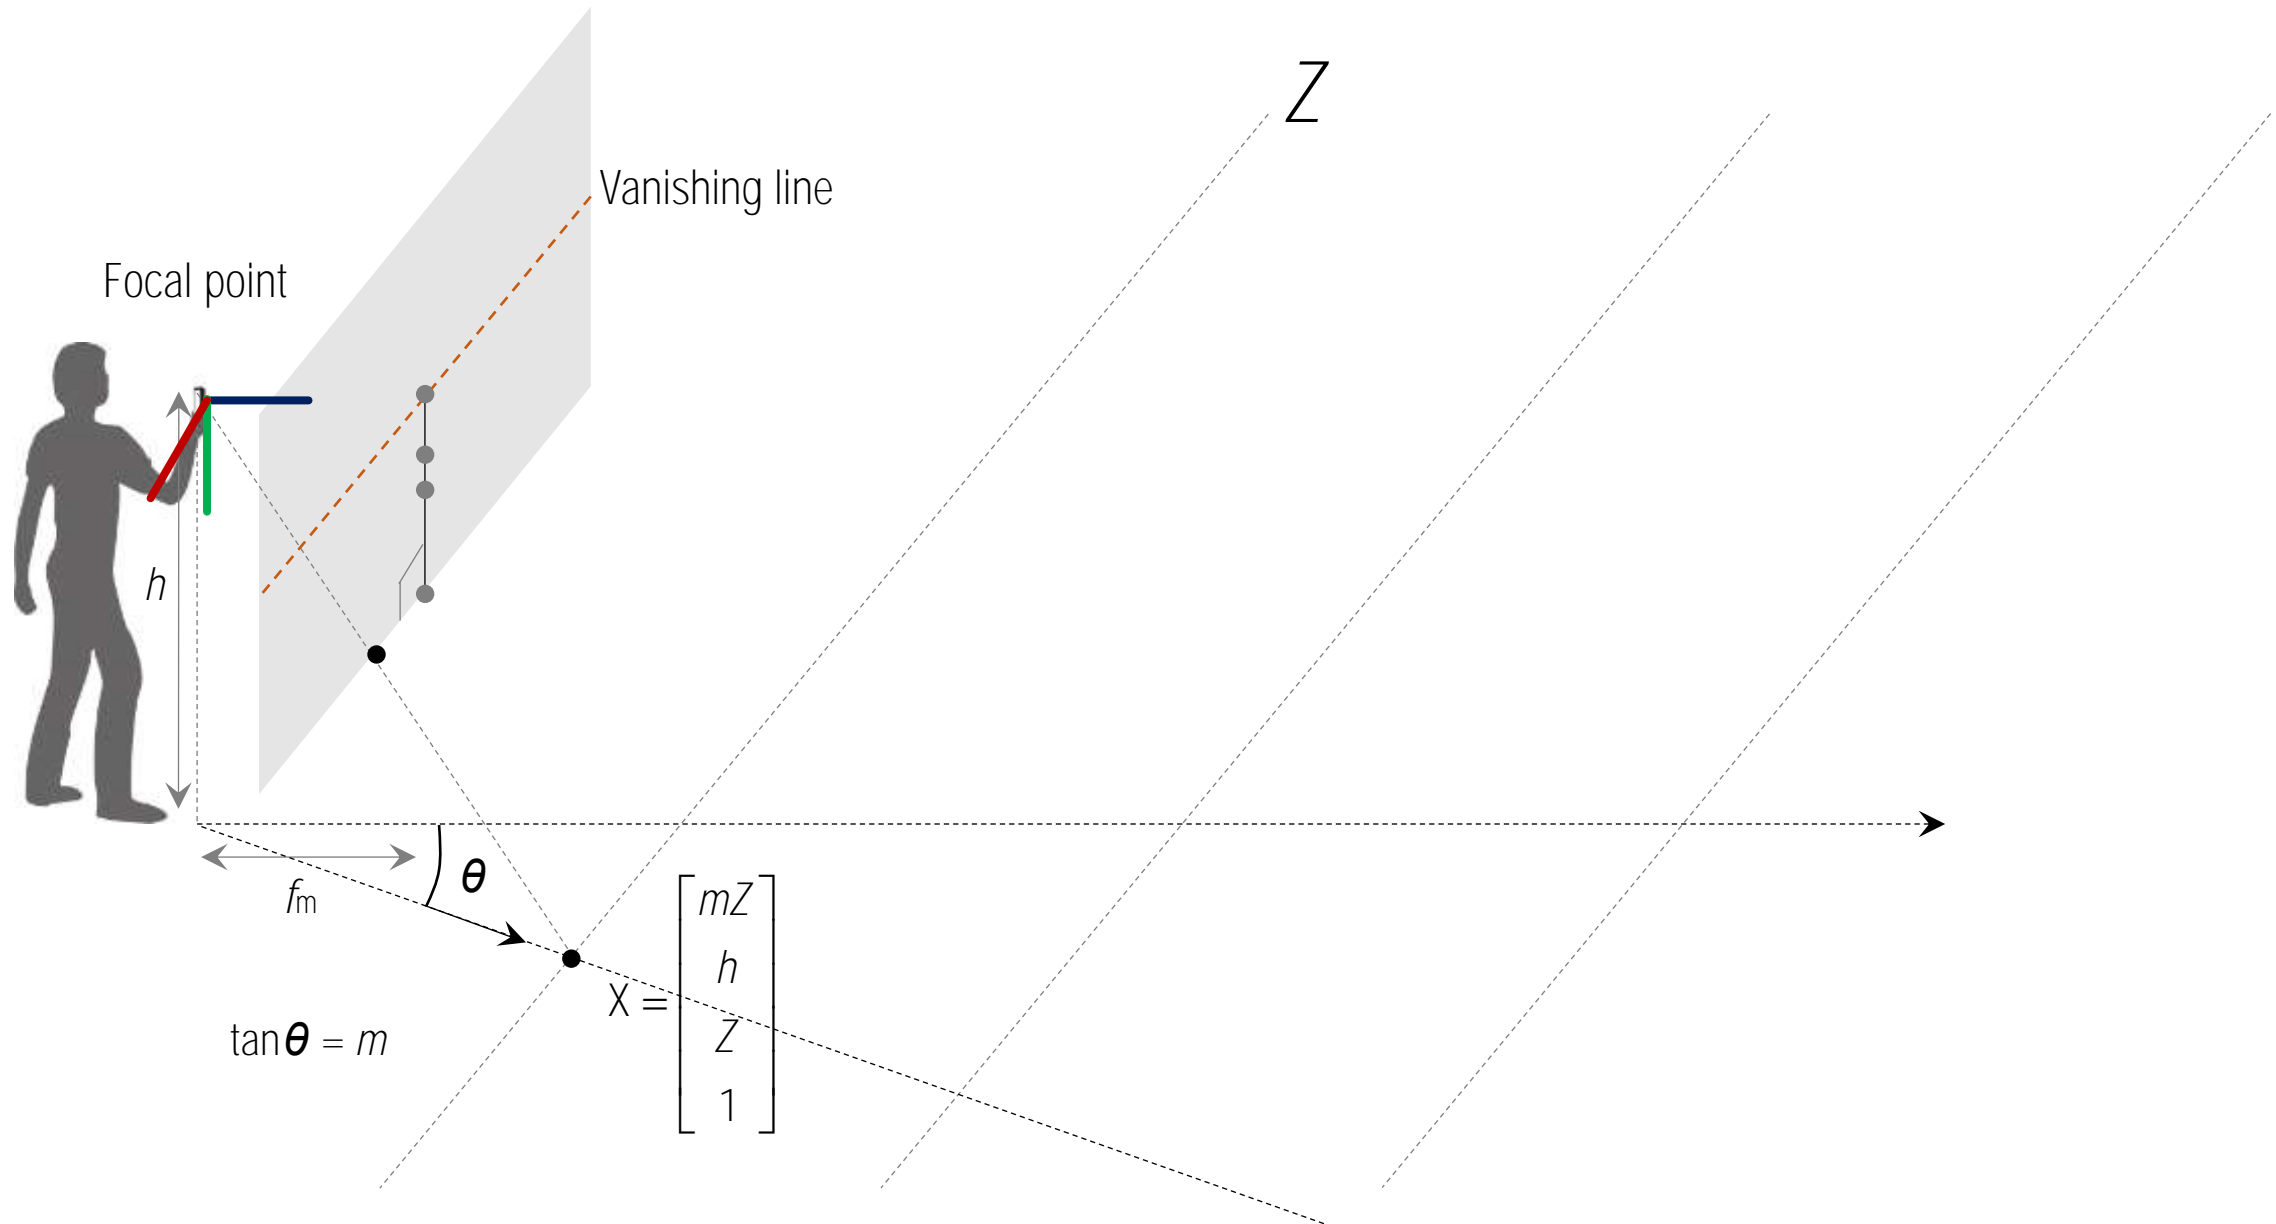 Z
Vanishing line
Focal point
h
θ
fm
X = [mZ
h
Z
1]
tanθ = m